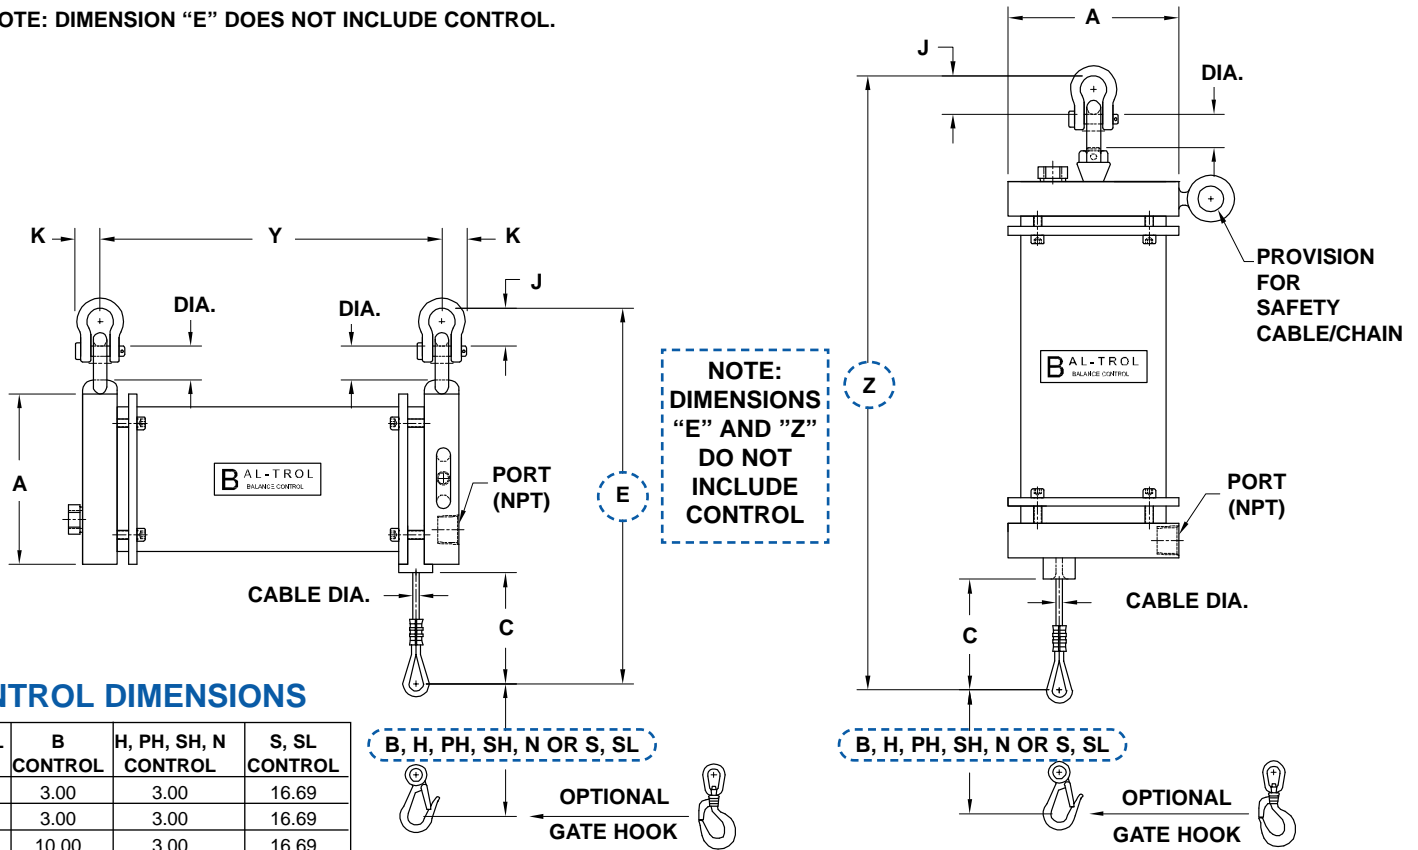 OTE: DIMENSION “E” DOES NOT INCLUDE CONTROL.
A
J
DIA.
K
Y
K
J
DIA.
DIA.
PROVISION
FOR
SAFETY
CABLE/CHAIN
NOTE:
DIMENSIONS
“E” AND ”Z”
DO NOT
INCLUDE
CONTROL
Z
BAL-TROL
BALANCE CONTROL
A
BAL-TROL
BALANCE CONTROL
PORT
(NPT)
E
PORT
(NPT)
CABLE DIA.
C
CABLE DIA.
C
NTROL DIMENSIONS
L
B
CONTROL
H, PH, SH, N
CONTROL
S, SL
CONTROL
3.00 3.00 16.69
3.00 3.00 16.69
10.00 3.00 16.69
B, H, PH, SH, N OR S, SL
OPTIONAL
GATE HOOK
B, H, PH, SH, N OR S, SL
OPTIONAL
GATE HOOK